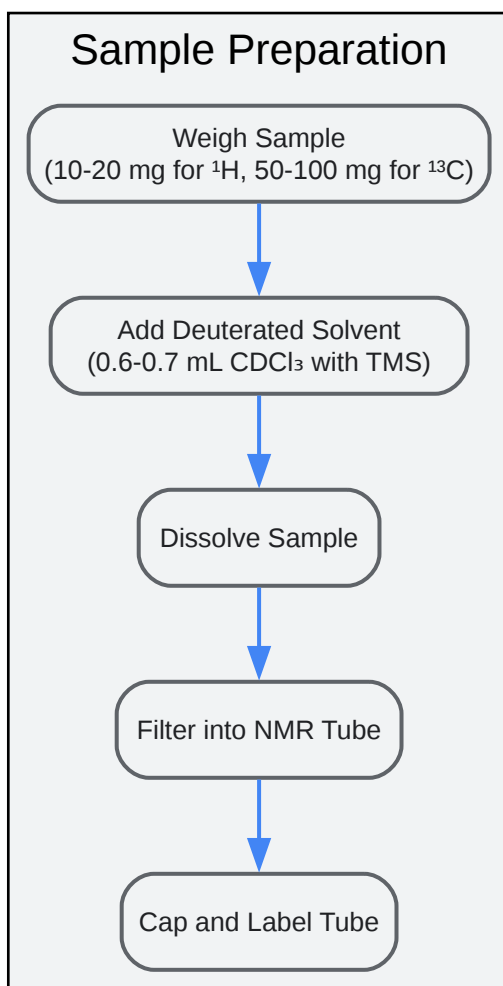 Sample Preparation
Weigh Sample
(10-20 mg for ¹H, 50-100 mg for ¹³C)
Add Deuterated Solvent
(0.6-0.7 mL CDCl₃ with TMS)
Dissolve Sample
Filter into NMR Tube
Cap and Label Tube